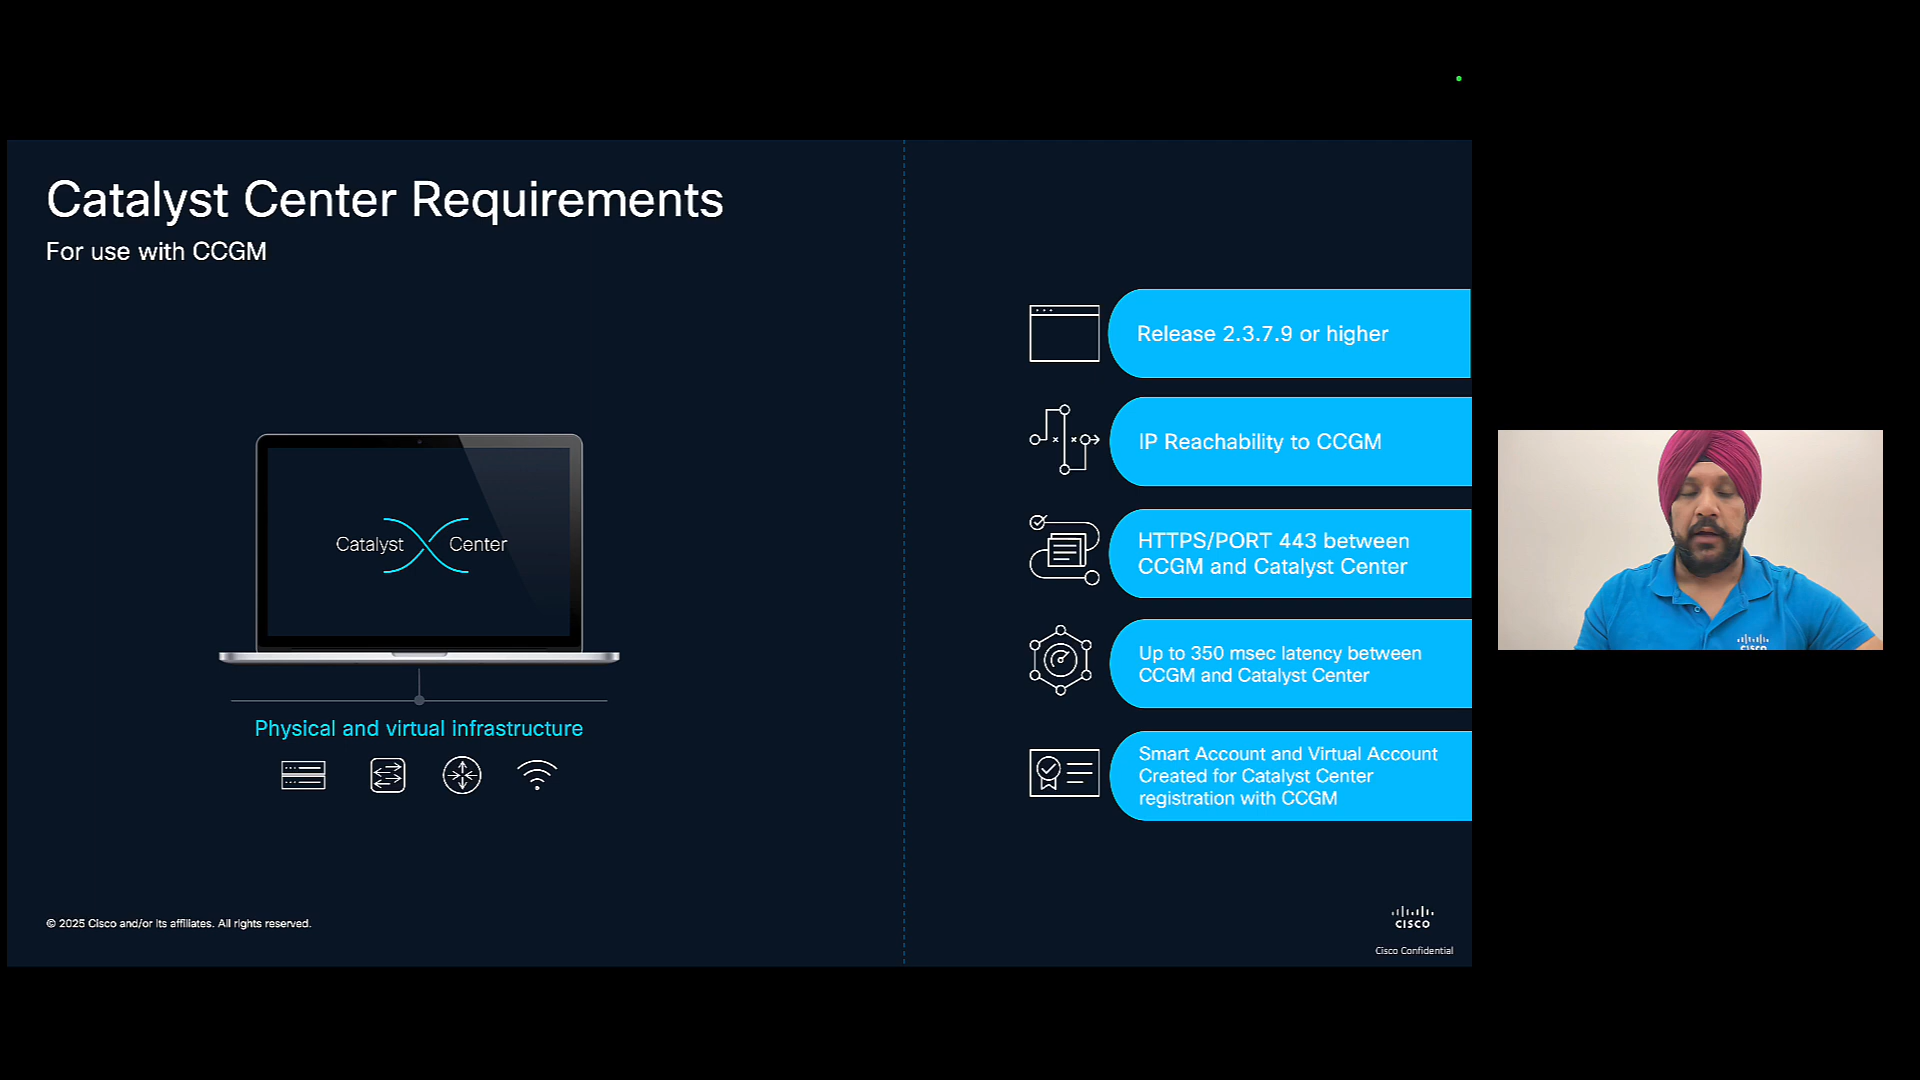 Catalyst Center Requirements
For use with CCGM
Catalyst Center
Physical and virtual infrastructure
Release 2.3.7.9 or higher
IP Reachability to CCGM
HTTPS/PORT 443 between
CCGM and Catalyst Center
Up to 350 msec latency between
CCGM and Catalyst Center
Smart Account and Virtual Account
Created for Catalyst Center
registration with CCGM
© 2025 Cisco and/or its affiliates. All rights reserved.
CISCO
Cisco Confidential
CISCO